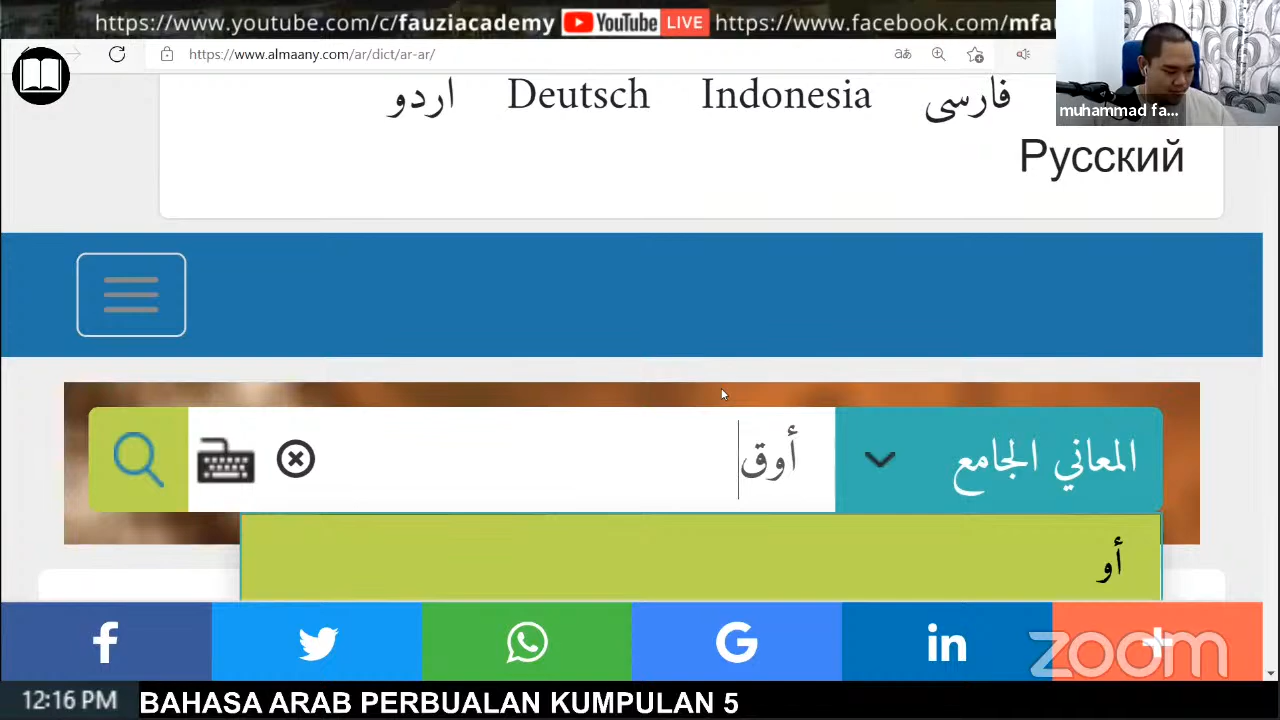 https://www.youtube.com/c/fauziacademy YouTube LIVE https://www.facebook.com/mfau
https://www.almaany.com/ar/dict/ar-ar/
muhammad fa...
فارسی Indonesia Deutsch اردو
Русский
المعاني الجامع
أوق
أو
zoom
12:16 PM BAHASA ARAB PERBUALAN KUMPULAN 5